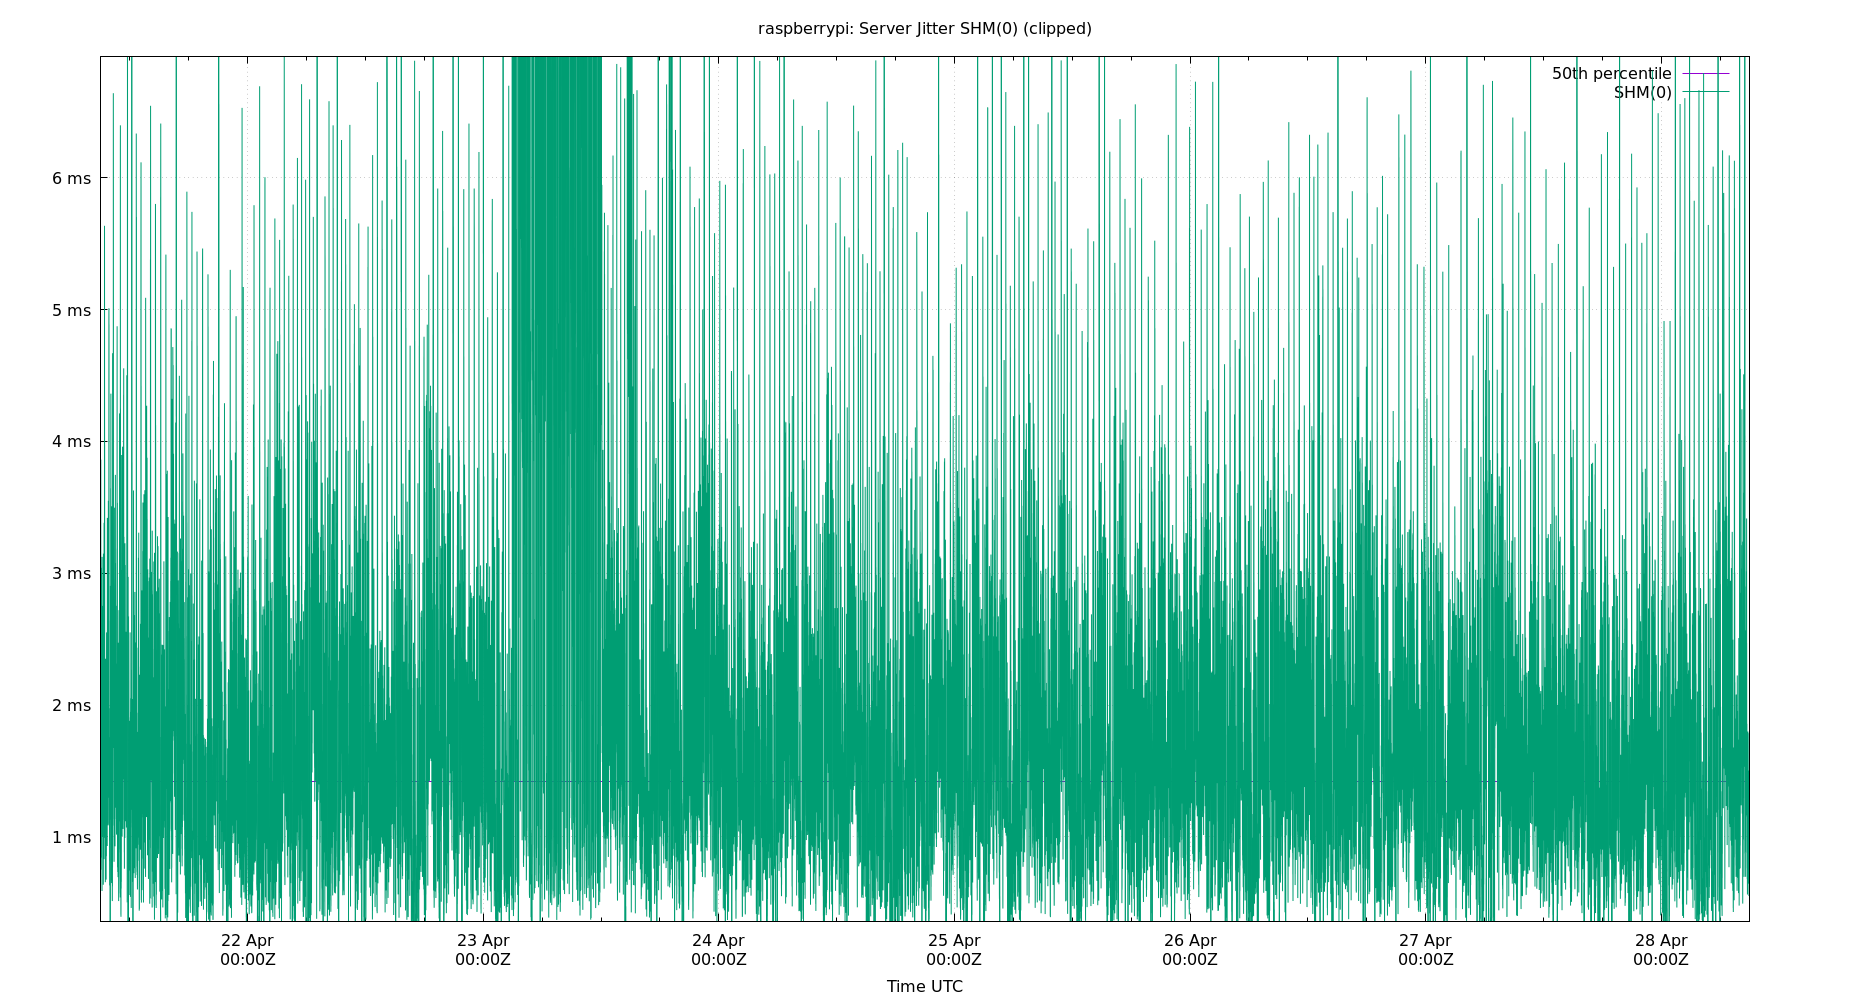 raspberrypi: Server Jitter SHM(0) (clipped)
50th percentile
SHM(0)
6 ms
5 ms
4 ms
3 ms
2 ms
1 ms
22 Apr 23 Apr 24 Apr 25 Apr 26 Apr 27 Apr 28 Apr
00:00Z 00:00Z 00:00Z 00:00Z 00:00Z 00:00Z 00:00Z
Time UTC